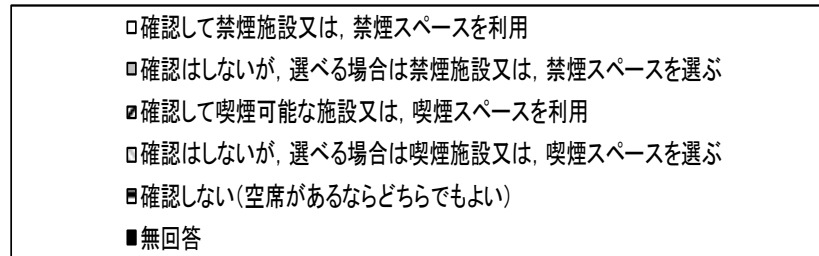 確認して禁煙施設又は,禁煙スペースを利用
確認はしないが,選べる場合は禁煙施設又は,禁煙スペースを選ぶ
確認して喫煙可能な施設又は,喫煙スペースを利用
確認はしないが,選べる場合は喫煙施設又は,喫煙スペースを選ぶ
確認しない(空席があるならどちらでもよい)
無回答